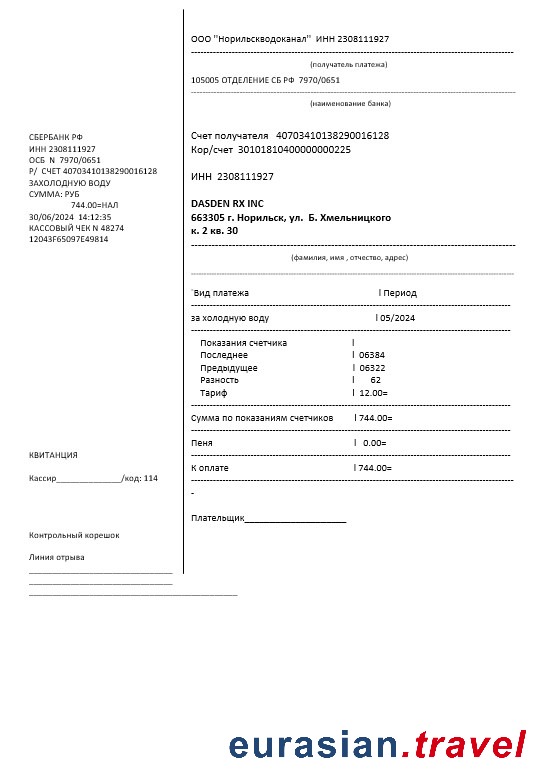 ООО "Норильскводоканал" ИНН 2308111927
(получатель платежа)
105005 ОТДЕЛЕНИЕ СБ РФ 7970/0651
(наименование банка)
СБЕРБАНК РФ
ИНН 2308111927
ОСБ N 7970/0651
Р/ СЧЕТ 40703410138290016128
ЗАХОЛОДНУЮ ВОДУ
СУММА: РУБ
744.00=НАЛ
30/06/2024 14:12:35
КАССОВЫЙ ЧЕК N 48274
12043F65097E49814
КВИТАНЦИЯ
Кассир______________/код: 114
Контрольный корешок
Линия отрыва
Счет получателя 40703410138290016128
Кор/счет 30101810400000000225
ИНН 2308111927
DASDEN RX INC
663305 г. Норильск, ул. Б. Хмельницкого
к. 2 кв. 30
(фамилия, имя , отчество, адрес)
`Вид платежа l Период
за холодную воду l 05/2024
Показания счетчика l
Последнее l 06384
Предыдущее l 06322
Разность l 62
Тариф l 12.00=
Сумма по показаниям счетчиков l 744.00=
Пеня l 0.00=
К оплате l 744.00=
-
Плательщик____________________
eurasian.travel